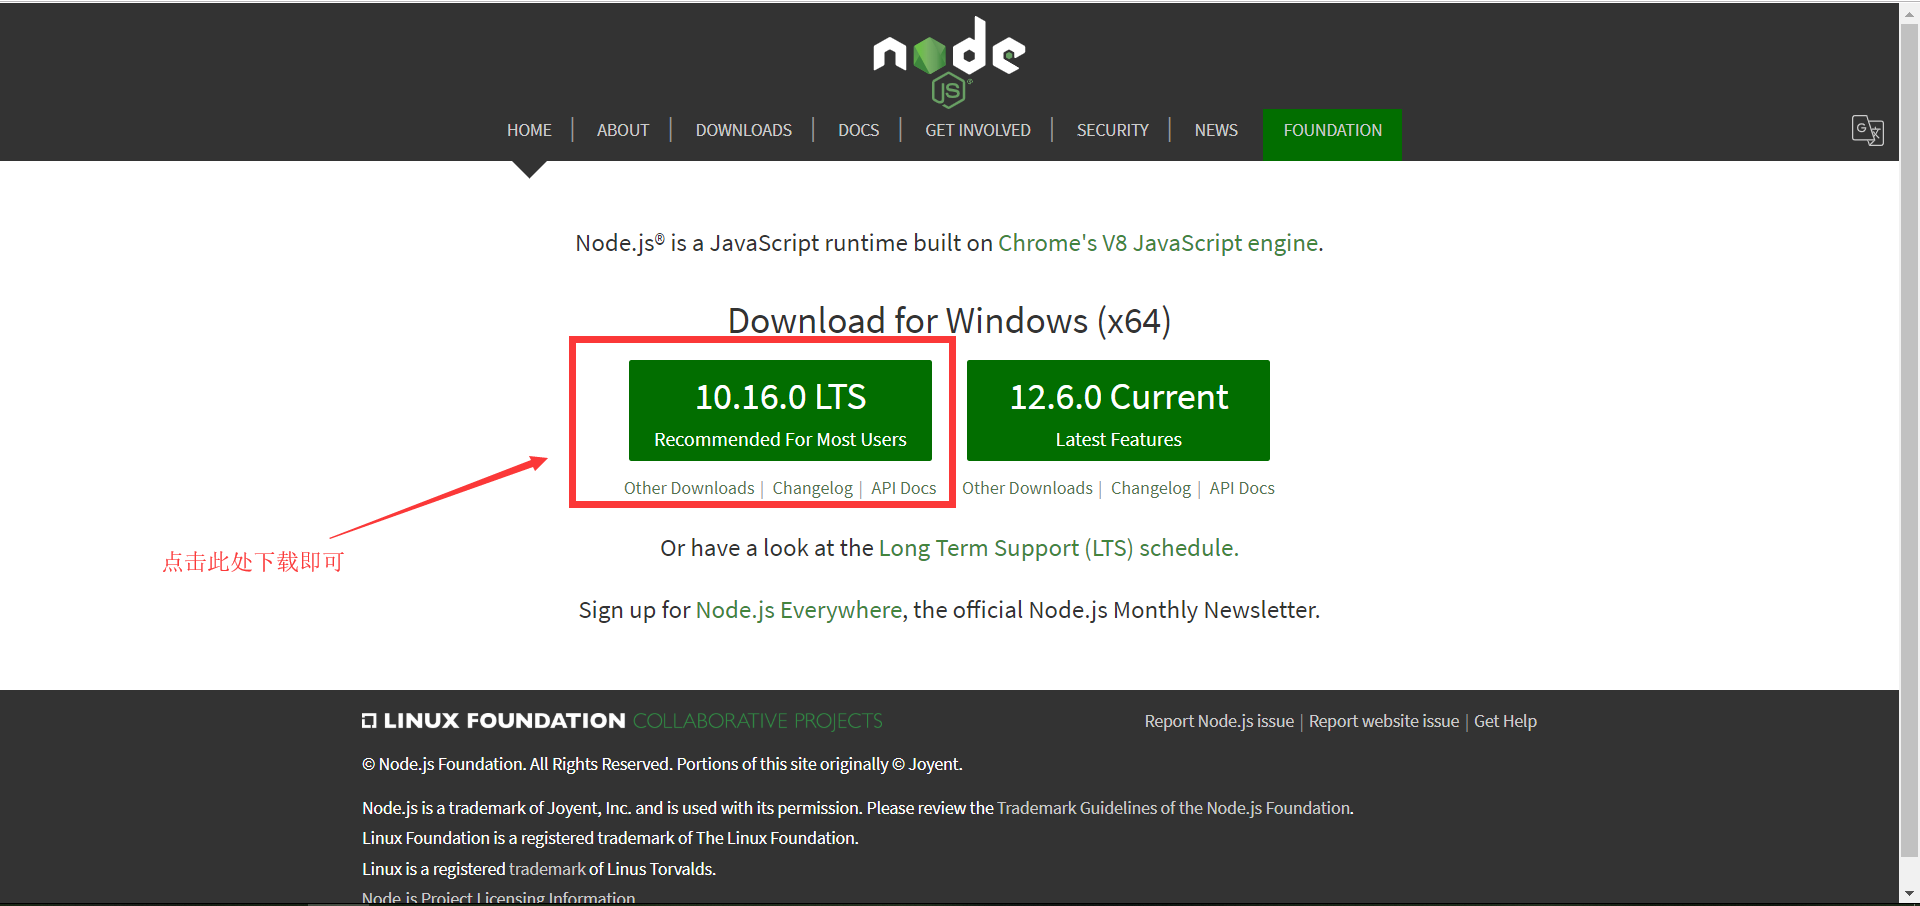 node
JS
HOME | ABOUT | DOWNLOADS | DOCS | GET INVOLVED | SECURITY | NEWS FOUNDATION
Node.js® is a JavaScript runtime built on Chrome's V8 JavaScript engine.
Download for Windows (x64)
10.16.0 LTS
Recommended For Most Users
Other Downloads | Changelog | API Docs
12.6.0 Current
Latest Features
Other Downloads | Changelog | API Docs
点击此处下载即可
Or have a look at the Long Term Support (LTS) schedule.
Sign up for Node.js Everywhere, the official Node.js Monthly Newsletter.
LINUX FOUNDATION COLLABORATIVE PROJECTS
Report Node.js issue | Report website issue | Get Help
© Node.js Foundation. All Rights Reserved. Portions of this site originally © Joyent.
Node.js is a trademark of Joyent, Inc. and is used with its permission. Please review the Trademark Guidelines of the Node.js Foundation.
Linux Foundation is a registered trademark of The Linux Foundation.
Linux is a registered trademark of Linus Torvalds.
Node.js Project Licensing Information